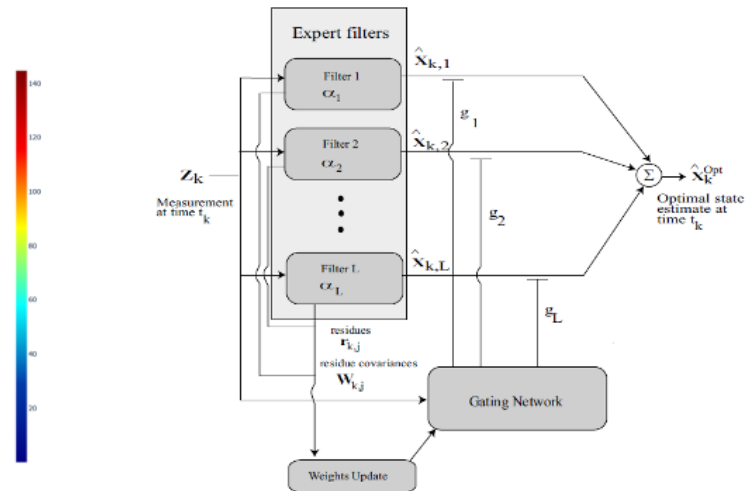 140
120
100
80
60
40
20
Expert filters
Filter 1
α1
x̂k,1
g1
Filter 2
α2
x̂k,2
g2
Zk
Measurement
at time tk
Σ
x̂k^Opt
Optimal state
estimate at
time tk
Filter L
αL
x̂k,L
gL
residues
rk,j
residue covariances
Wk,j
Gating Network
Weights Update